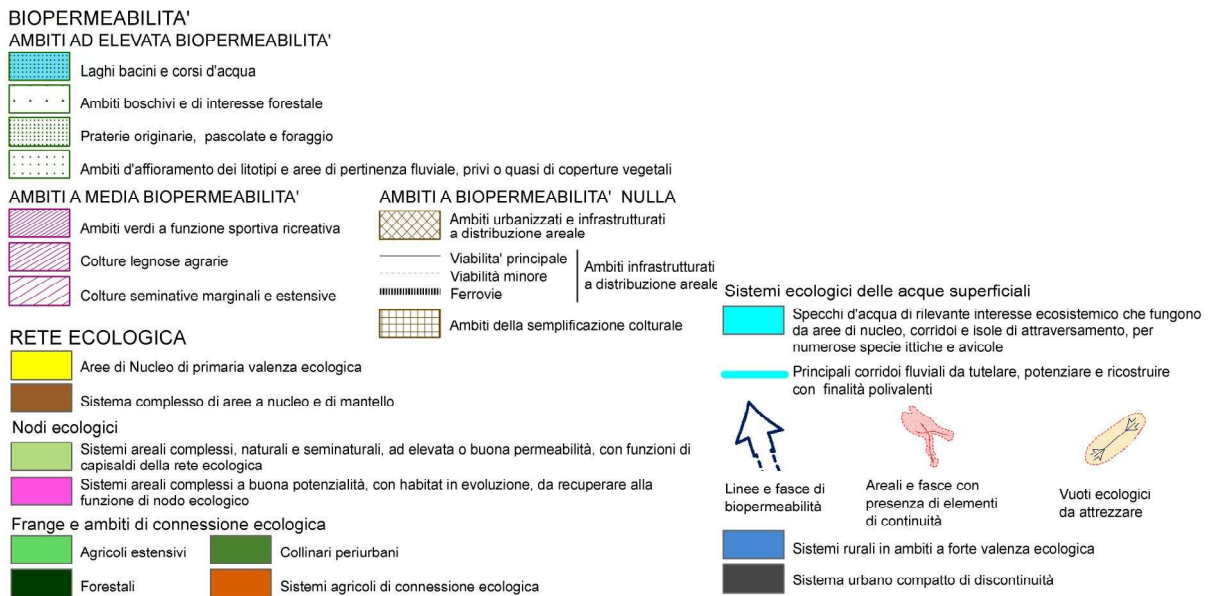 BIOPERMEABILITA'
AMBITI AD ELEVATA BIOPERMEABILITA'
Laghi bacini e corsi d'acqua
Ambiti boschivi e di interesse forestale
Praterie originarie, pascolate e foraggio
Ambiti d'affioramento dei litotipi e aree di pertinenza fluviale, privi o quasi di coperture vegetali
AMBITI A MEDIA BIOPERMEABILITA'
Ambiti verdi a funzione sportiva ricreativa
Colture legnose agrarie
Colture seminative marginali e estensive
AMBITI A BIOPERMEABILITA' NULLA
Ambiti urbanizzati e infrastrutturati
a distribuzione areale
Viabilita' principale
Viabilità minore
Ferrovie
Ambiti infrastrutturati
a distribuzione areale
Ambiti della semplificazione colturale
RETE ECOLOGICA
Aree di Nucleo di primaria valenza ecologica
Sistema complesso di aree a nucleo e di mantello
Nodi ecologici
Sistemi areali complessi, naturali e seminaturali, ad elevata o buona permeabilità, con funzioni di
capisaldi della rete ecologica
Sistemi areali complessi a buona potenzialità, con habitat in evoluzione, da recuperare alla
funzione di nodo ecologico
Frange e ambiti di connessione ecologica
Agricoli estensivi
Collinari periurbani
Forestali
Sistemi agricoli di connessione ecologica
Sistemi ecologici delle acque superficiali
Specchi d'acqua di rilevante interesse ecosistemico che fungono
da aree di nucleo, corridoi e isole di attraversamento, per
numerose specie ittiche e avicole
Principali corridoi fluviali da tutelare, potenziare e ricostruire
con finalità polivalenti
Linee e fasce di
biopermeabilità
Areali e fasce con
presenza di elementi
di continuità
Vuoti ecologici
da attrezzare
Sistemi rurali in ambiti a forte valenza ecologica
Sistema urbano compatto di discontinuità